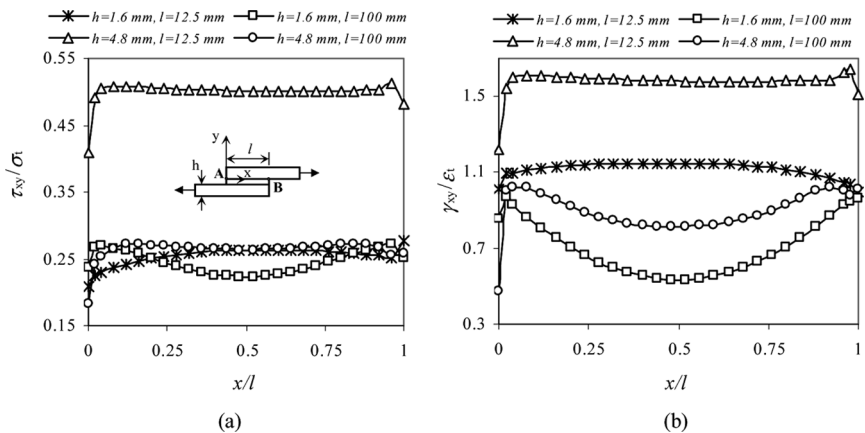 h=1.6 mm, l=12.5 mm h=1.6 mm, l=100 mm
h=4.8 mm, l=12.5 mm h=4.8 mm, l=100 mm
0.55
0.45
0.35
0.25
0.15
τxy/σt
y
l
h
A
x
B
0 0.25 0.5 0.75 1
x/l
(a)
h=1.6 mm, l=12.5 mm h=1.6 mm, l=100 mm
h=4.8 mm, l=12.5 mm h=4.8 mm, l=100 mm
1.5
1.1
0.7
0.3
γxy/εt
0 0.25 0.5 0.75 1
x/l
(b)